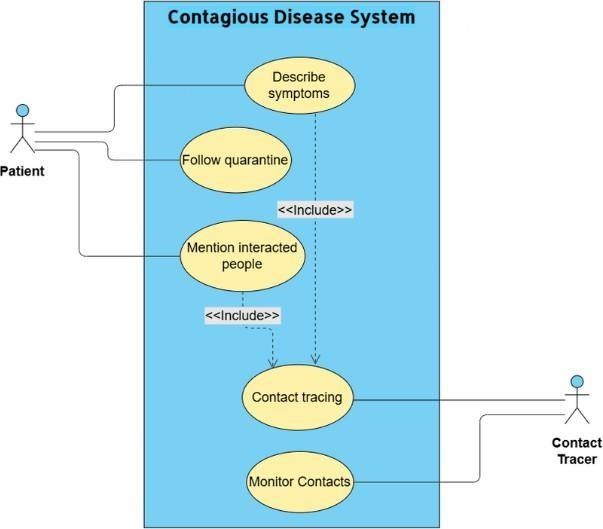 Contagious Disease System
Describe
symptoms
Patient
Follow quarantine
<<Include>>
Mention interacted
people
<<Include>>
Contact tracing
Contact
Tracer
Monitor Contacts